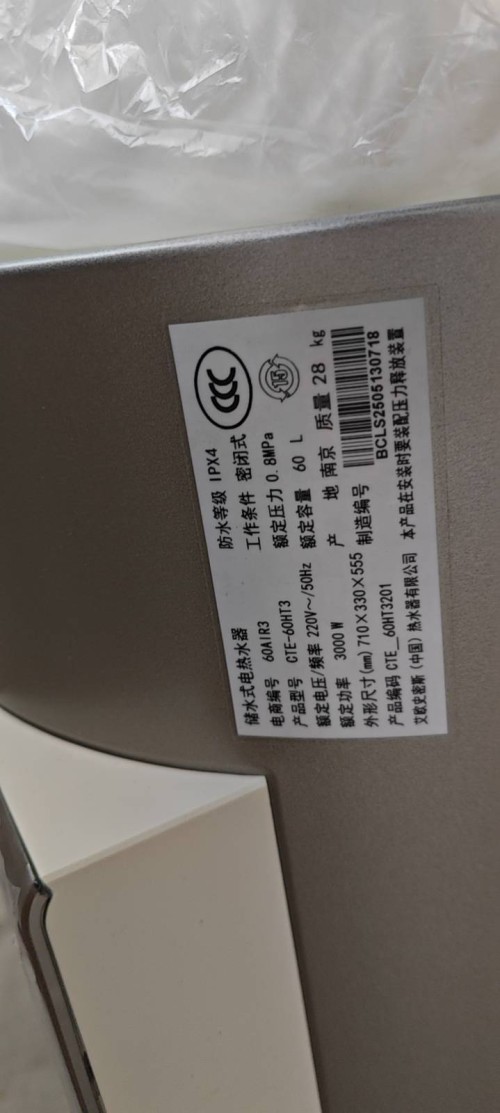 储水式电热水器
电商编号 60AIR3 防水等级 IPX4
产品型号 CTE-60HT3 工作条件 密闭式
额定电压/频率 220V～/50Hz 额定压力 0.8MPa
额定功率 3000 W 额定容量 60 L
外形尺寸(mm) 710×330×555 产 地 南京 质量 28 kg
产品编码 CTE__60HT3201 制造编号 BCLS2505130718
艾欧史密斯(中国)热水器有限公司 本产品在安装时要装配压力释放装置
CCC
15